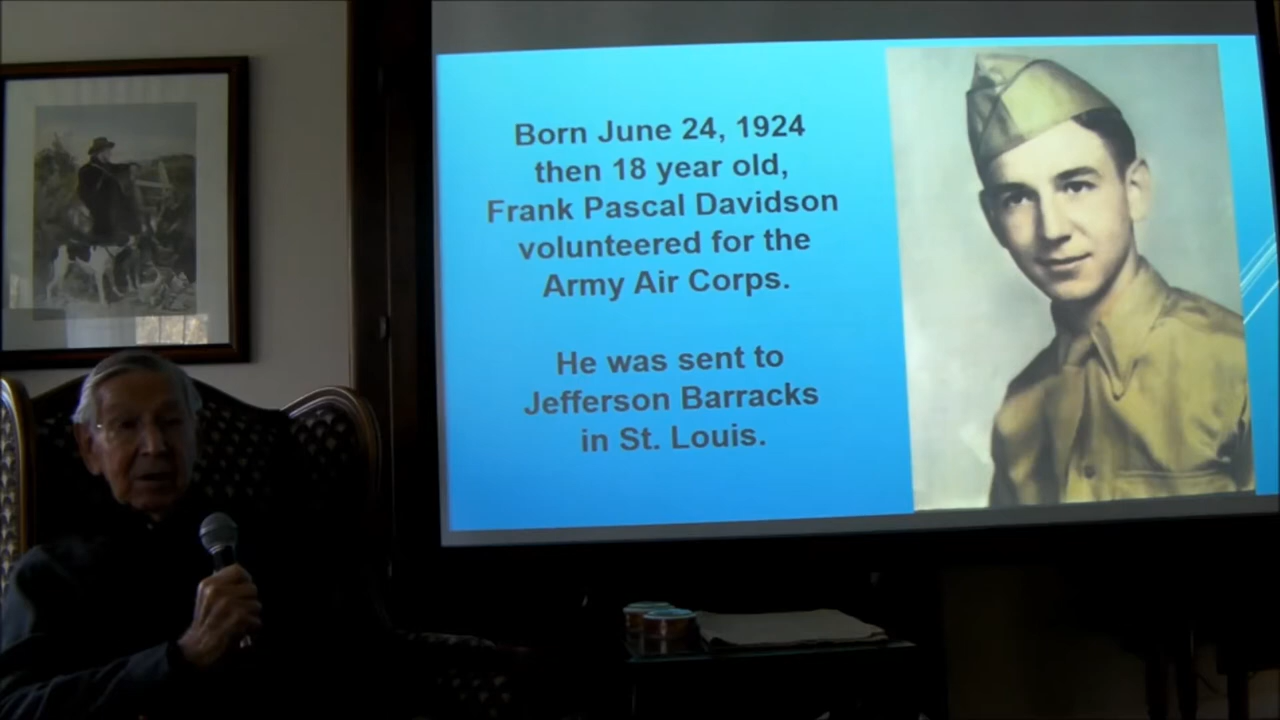 Born June 24, 1924
then 18 year old,
Frank Pascal Davidson
volunteered for the
Army Air Corps.
He was sent to
Jefferson Barracks
in St. Louis.